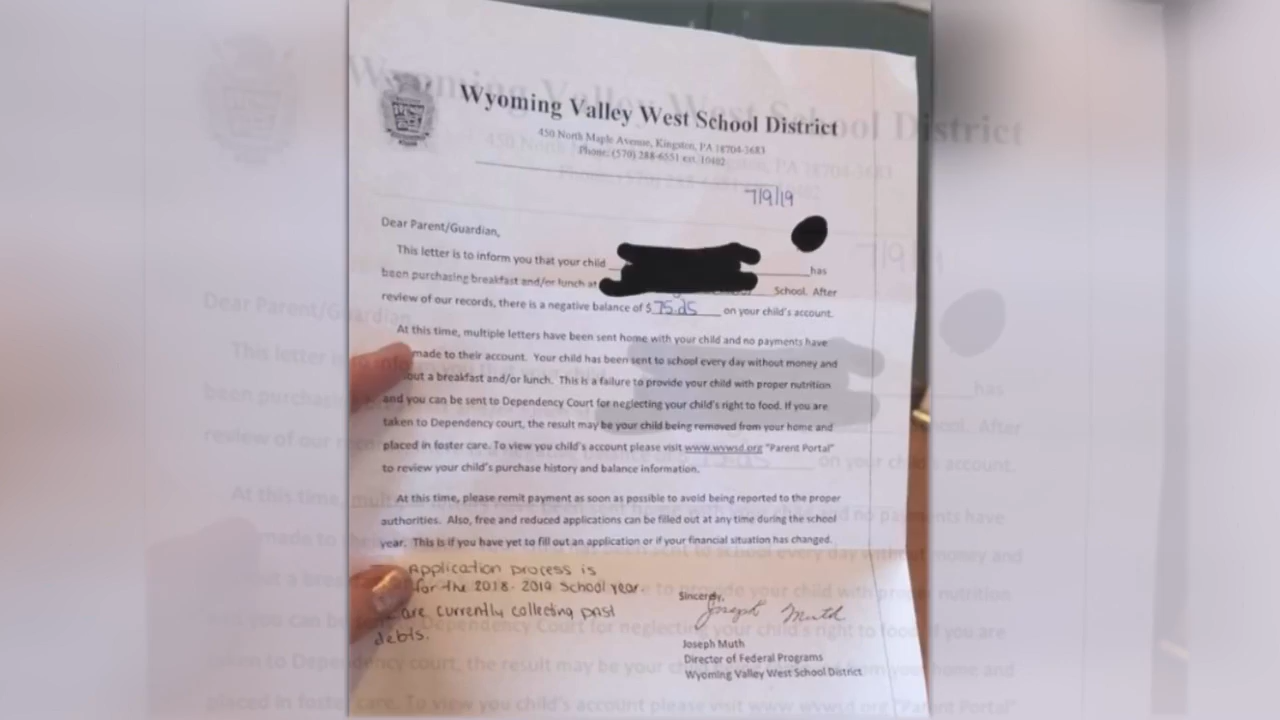 Wyoming Valley West School District
450 North Maple Avenue, Kingston, PA 18704-3683
Phone: (570) 288-6551 ext. 10402
7/9/19
Dear Parent/Guardian,
This letter is to inform you that your child has
been purchasing breakfast and/or lunch at School. After
review of our records, there is a negative balance of $ 75.25 on your child's account.
At this time, multiple letters have been sent home with your child and no payments have
made to their account. Your child has been sent to school every day without money and
out a breakfast and/or lunch. This is a failure to provide your child with proper nutrition
and you can be sent to Dependency Court for neglecting your child's right to food. If you are
taken to Dependency court, the result may be your child being removed from your home and
placed in foster care. To view you child's account please visit www.wvwsd.org "Parent Portal"
to review your child's purchase history and balance information.
At this time, please remit payment as soon as possible to avoid being reported to the proper
authorities. Also, free and reduced applications can be filled out at any time during the school
year. This is if you have yet to fill out an application or if your financial situation has changed.
Application process is
for the 2018-2019 School year
are currently collecting past
debts.
Sincerly,
Joseph Muth
Joseph Muth
Director of Federal Programs
Wyoming Valley West School District